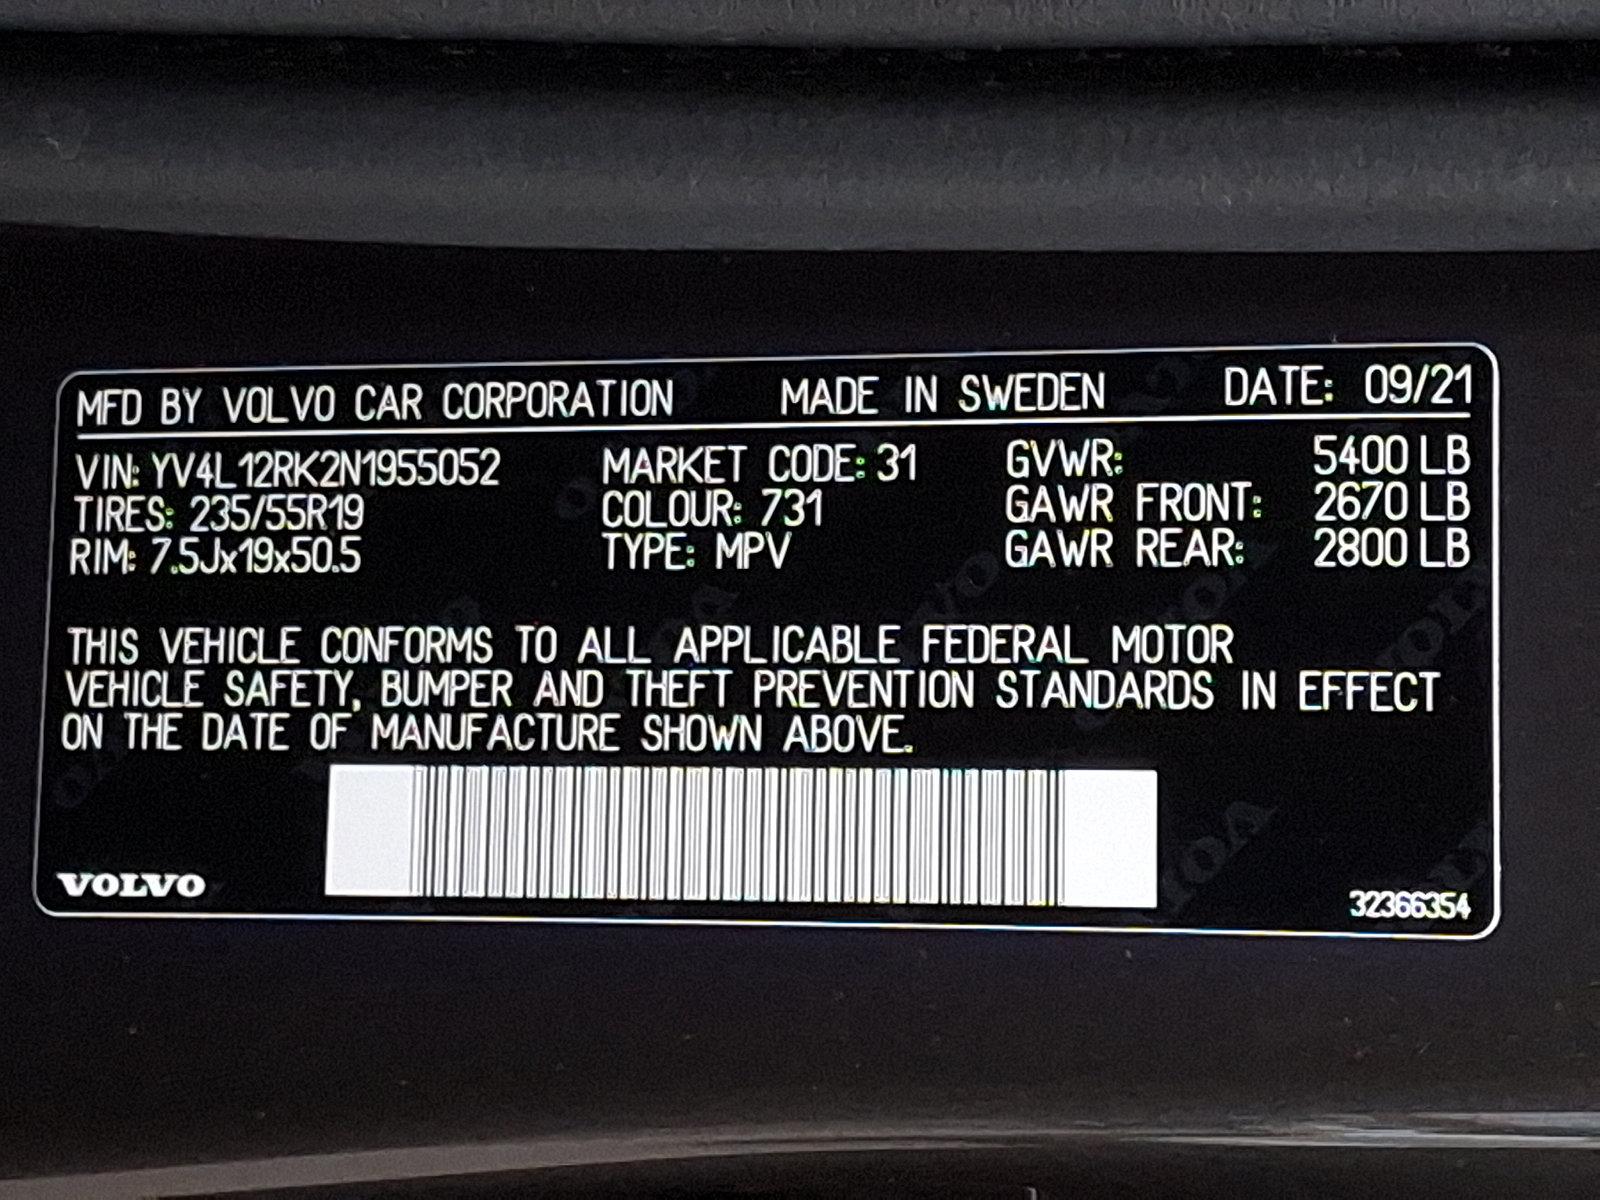 MFD BY VOLVO CAR CORPORATION MADE IN SWEDEN DATE: 09/21
VIN: YV4L12RK2N1955052 MARKET CODE: 31 GVWR: 5400 LB
TIRES: 235/55R19 COLOUR: 731 GAWR FRONT: 2670 LB
RIM: 7.5Jx19x50.5 TYPE: MPV GAWR REAR: 2800 LB
THIS VEHICLE CONFORMS TO ALL APPLICABLE FEDERAL MOTOR
VEHICLE SAFETY, BUMPER AND THEFT PREVENTION STANDARDS IN EFFECT
ON THE DATE OF MANUFACTURE SHOWN ABOVE.
VOLVO 32366354